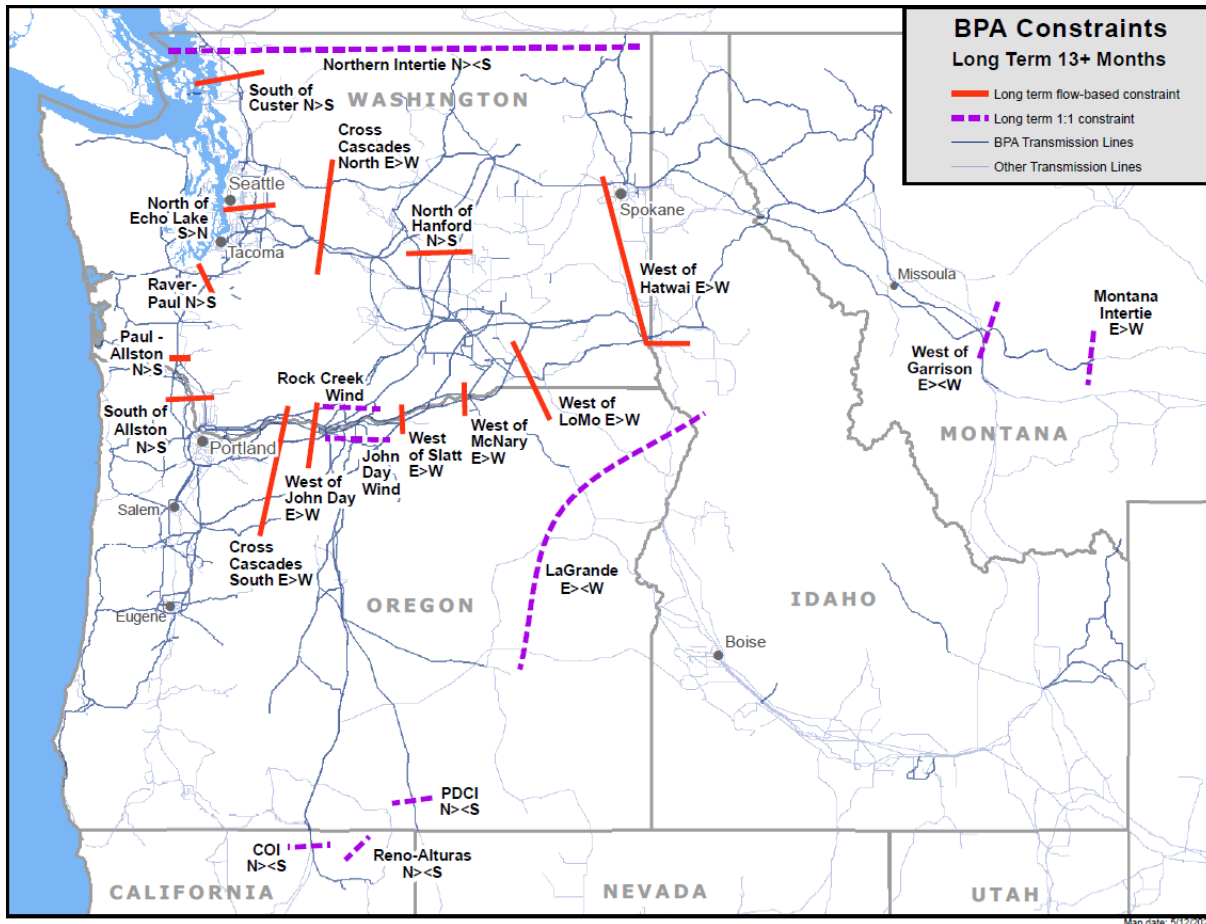 BPA Constraints
Long Term 13+ Months
Long term flow-based constraint
Long term 1:1 constraint
BPA Transmission Lines
Other Transmission Lines
Northern Intertie N><S
South of
Custer N>S
WASHINGTON
Cross
Cascades
North E>W
Seattle
North of
Echo Lake
S>N
Tacoma
North of
Hanford
N>S
Spokane
West of
Hatwai E>W
Raver-
Paul N>S
Missoula
Montana
Intertie
E>W
West of
Garrison
E><W
MONTANA
Paul -
Allston
N>S
South of
Allston
N>S
Rock Creek
Wind
Portland
West of
John Day
E>W
John
Day
Wind
West
of Slatt
E>W
West of
McNary
E>W
West of
LoMo E>W
Salem
Cross
Cascades
South E>W
LaGrande
E><W
OREGON
IDAHO
Eugene
Boise
PDCI
N><S
COI
N><S
Reno-Alturas
N><S
CALIFORNIA
NEVADA
UTAH
Map date: